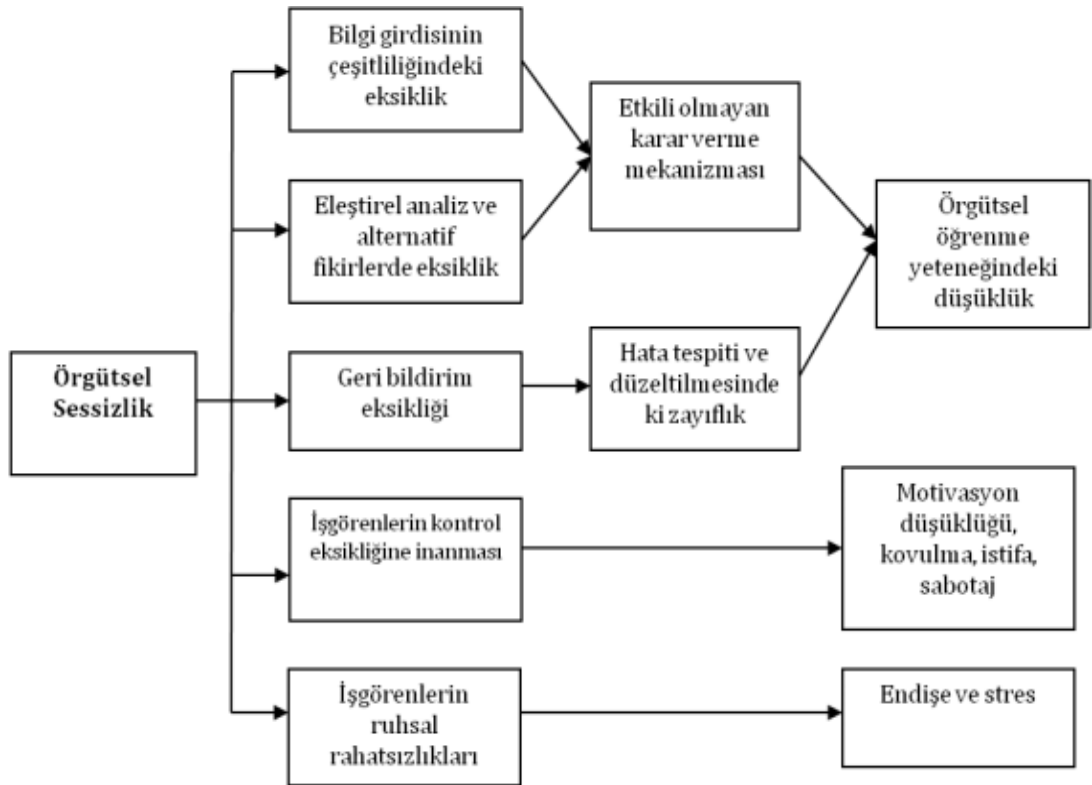 Bilgi girdisinin
çeşitliliğindeki
eksiklik
Etkili olmayan
karar verme
mekanizması
Eleştirel analiz ve
alternatif
fikirlerde eksiklik
Örgütsel
öğrenme
yeteneğindeki
düşüklük
Örgütsel
Sessizlik
Geri bildirim
eksikliği
Hata tespiti ve
düzeltilmesinde
ki zayıflık
İşgörenlerin kontrol
eksikliğine inanması
Motivasyon
düşüklüğü,
kovulma, istifa,
sabotaj
İşgörenlerin
ruhsal
rahatsızlıkları
Endişe ve stres